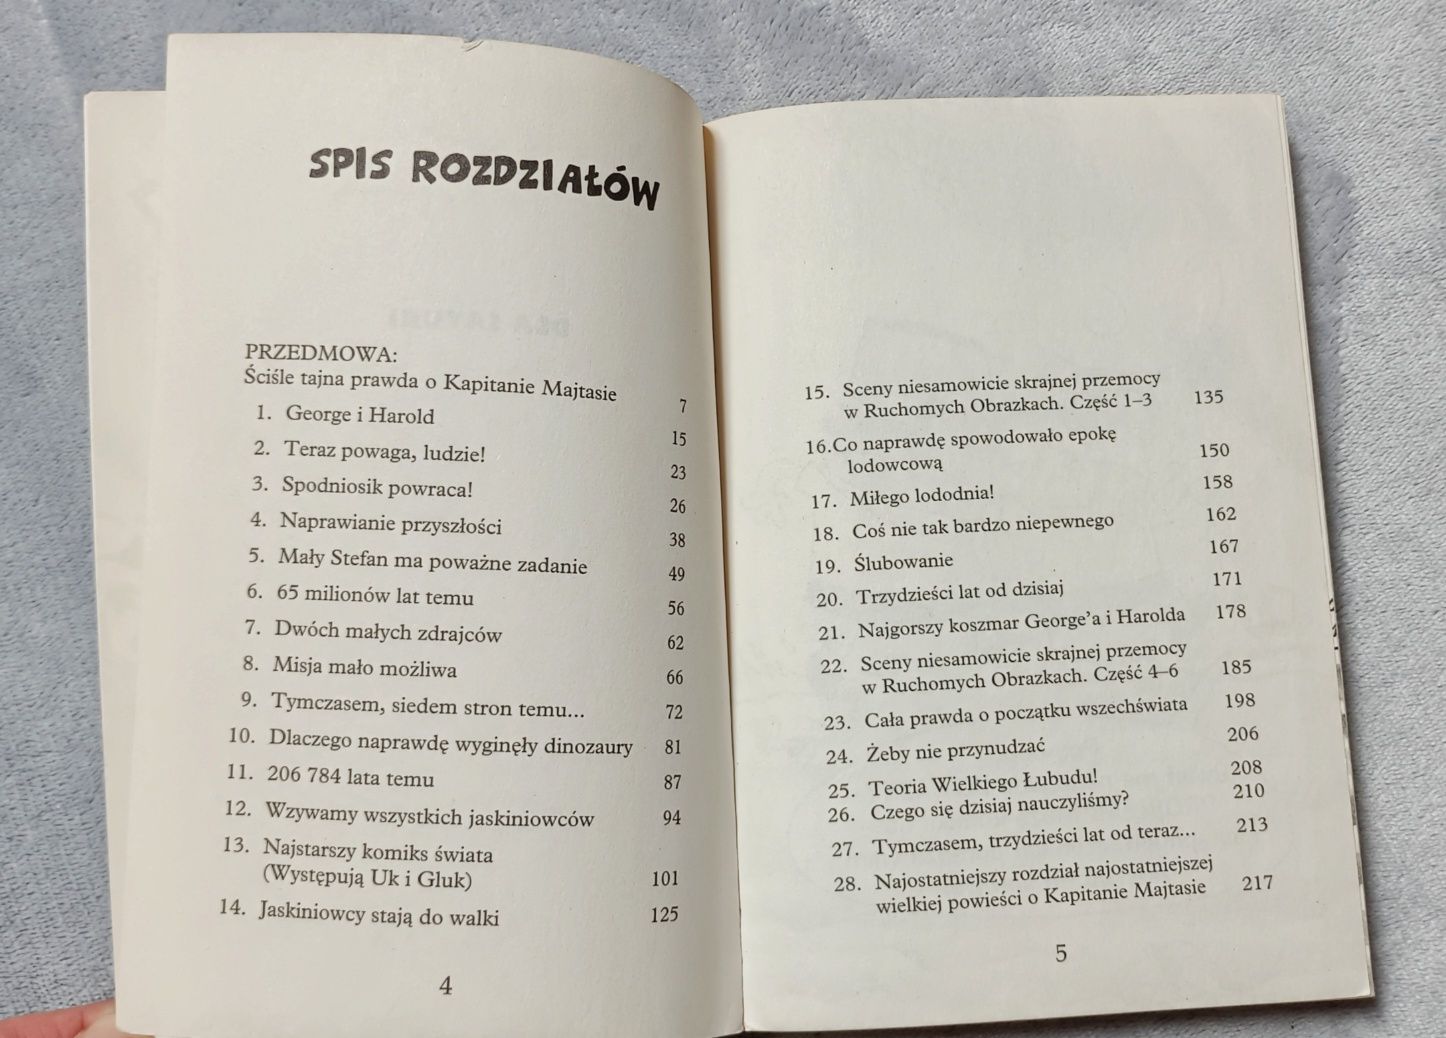 SPIS ROZDZIAŁÓW
PRZEDMOWA:
Ściśle tajna prawda o Kapitanie Majtasie 7
1. George i Harold 15
2. Teraz powaga, ludzie! 23
3. Spodniosik powraca! 26
4. Naprawianie przyszłości 38
5. Mały Stefan ma poważne zadanie 49
6. 65 milionów lat temu 56
7. Dwóch małych zdrajców 62
8. Misja mało możliwa 66
9. Tymczasem, siedem stron temu... 72
10. Dlaczego naprawdę wyginęły dinozaury 81
11. 206 784 lata temu 87
12. Wzywamy wszystkich jaskiniowców 94
13. Najstarszy komiks świata
(Występują Uk i Gluk) 101
14. Jaskiniowcy stają do walki 125
4
15. Sceny niesamowicie skrajnej przemocy
w Ruchomych Obrazkach. Część 1–3 135
16.Co naprawdę spowodowało epokę
lodowcową 150
17. Miłego lododnia! 158
18. Coś nie tak bardzo niepewnego 162
19. Ślubowanie 167
20. Trzydzieści lat od dzisiaj 171
21. Najgorszy koszmar George'a i Harolda 178
22. Sceny niesamowicie skrajnej przemocy
w Ruchomych Obrazkach. Część 4–6 185
23. Cała prawda o początku wszechświata 198
24. Żeby nie przynudzać 206
25. Teoria Wielkiego Łubudu! 208
26. Czego się dzisiaj nauczyliśmy? 210
27. Tymczasem, trzydzieści lat od teraz... 213
28. Najostatniejszy rozdział najostatniejszej
wielkiej powieści o Kapitanie Majtasie 217
5